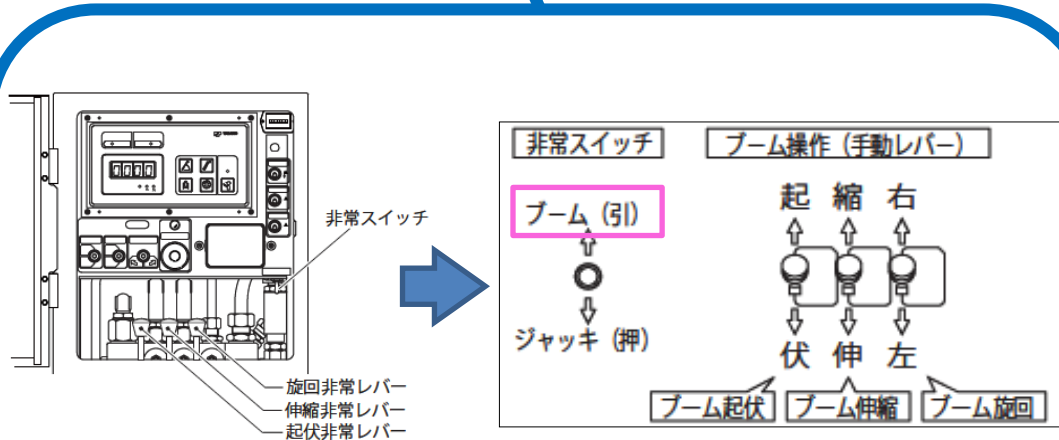 非常スイッチ
旋回非常レバー
伸縮非常レバー
起伏非常レバー
非常スイッチ
ブーム（引）
ジャッキ（押）
ブーム操作（手動レバー）
起 縮 右
伏 伸 左
ブーム起伏 ブーム伸縮 ブーム旋回